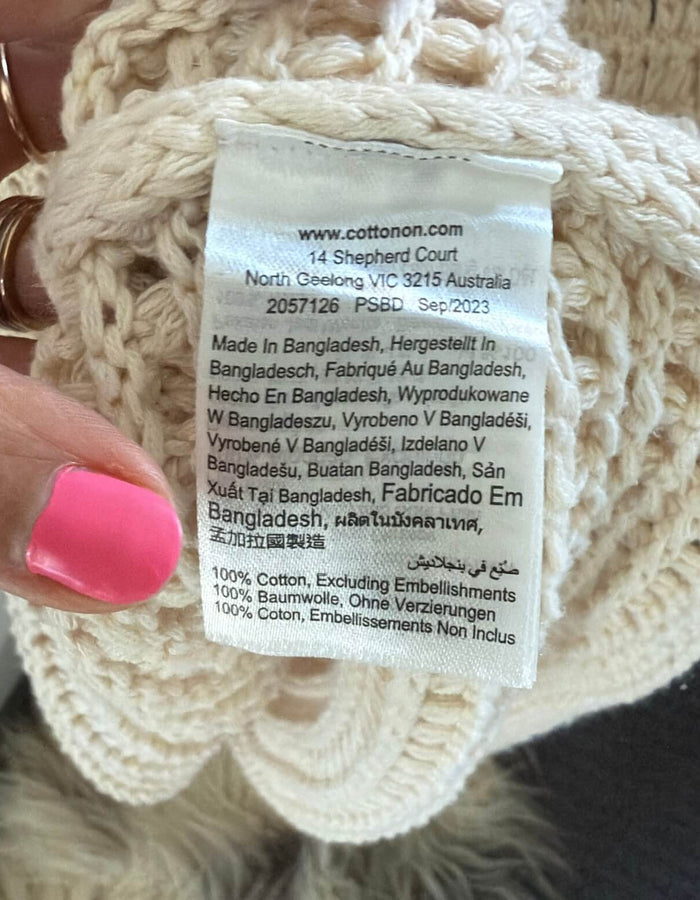 www.cottonon.com
14 Shepherd Court
North Geelong VIC 3215 Australia
2057126 PSBD Sep/2023
Made In Bangladesh, Hergestellt In
Bangladesch, Fabriqué Au Bangladesh,
Hecho En Bangladesh, Wyprodukowane
W Bangladeszu, Vyrobeno V Bangladéši,
Vyrobené V Bangladéši, Izdelano V
Bangladešu, Buatan Bangladesh, Sản
Xuất Tại Bangladesh, Fabricado Em
Bangladesh, ผลิตในบังคลาเทศ,
孟加拉國製造
صنع في بنجلاديش
100% Cotton, Excluding Embellishments
100% Baumwolle, Ohne Verzierungen
100% Coton, Embellissements Non Inclus